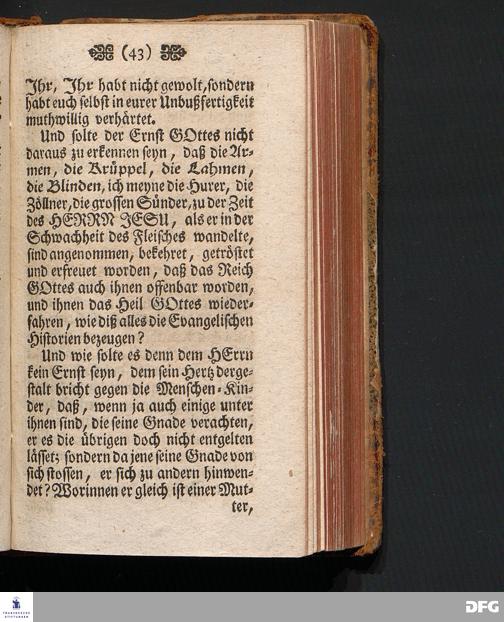 (43)
Ihr, Ihr habt nicht gewolt, sondern
habt euch selbst in eurer Unbußfertigkeit
muthwillig verhärtet.
Und solte der Ernst GOttes nicht
daraus zu erkennen seyn, daß die Ar-
men, die Krüppel, die Lahmen,
die Blinden, ich meyne die Hurer, die
Zöllner, die grossen Sünder, zu der Zeit
des HERRN JESU, als er in der
Schwachheit des Fleisches wandelte,
sind angenommen, bekehret, getröstet
und erfreuet worden, daß das Reich
GOttes auch ihnen offenbar worden,
und ihnen das Heil GOttes wieder-
fahren, wie diß alles die Evangelischen
Historien bezeugen?
Und wie solte es denn dem HErrn
kein Ernst seyn, dem sein Hertz derge-
stalt bricht gegen die Menschen-Kin-
der, daß, wenn ja auch einige unter
ihnen sind, die seine Gnade verachten,
er es die übrigen doch nicht entgelten
lässet; sondern da jene seine Gnade von
sich stossen, er sich zu andern hinwen-
det? Worinnen er gleich ist einer Mut-
ter,
FRANCKESCHE
STIFTUNGEN
DFG